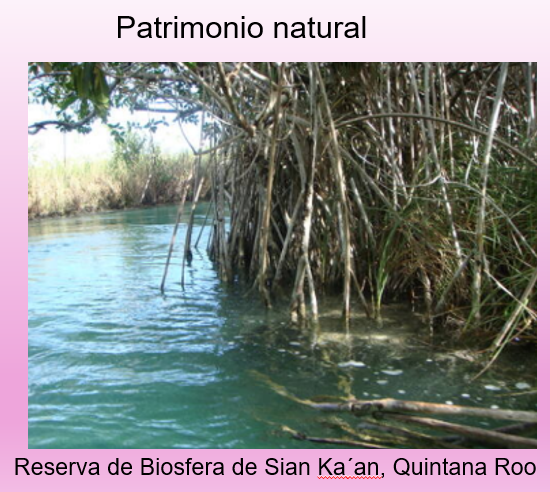 Patrimonio natural
Reserva de Biosfera de Sian Ka´an, Quintana Roo